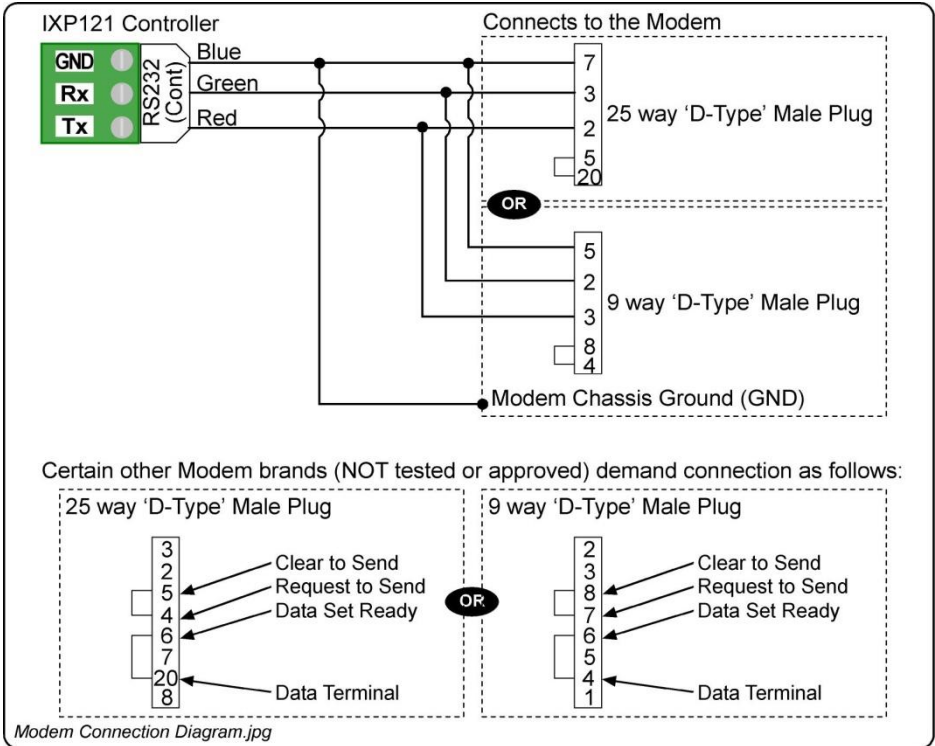 IXP121 Controller
Connects to the Modem
GND
Rx
Tx
RS232
(Cont)
Blue
Green
Red
7
3
2
5
20
25 way ‘D-Type’ Male Plug
OR
5
2
3
8
4
9 way ‘D-Type’ Male Plug
Modem Chassis Ground (GND)
Certain other Modem brands (NOT tested or approved) demand connection as follows:
25 way ‘D-Type’ Male Plug
3
2
5
4
6
7
20
8
Clear to Send
Request to Send
Data Set Ready
Data Terminal
OR
9 way ‘D-Type’ Male Plug
2
3
8
7
6
5
4
1
Clear to Send
Request to Send
Data Set Ready
Data Terminal
Modem Connection Diagram.jpg